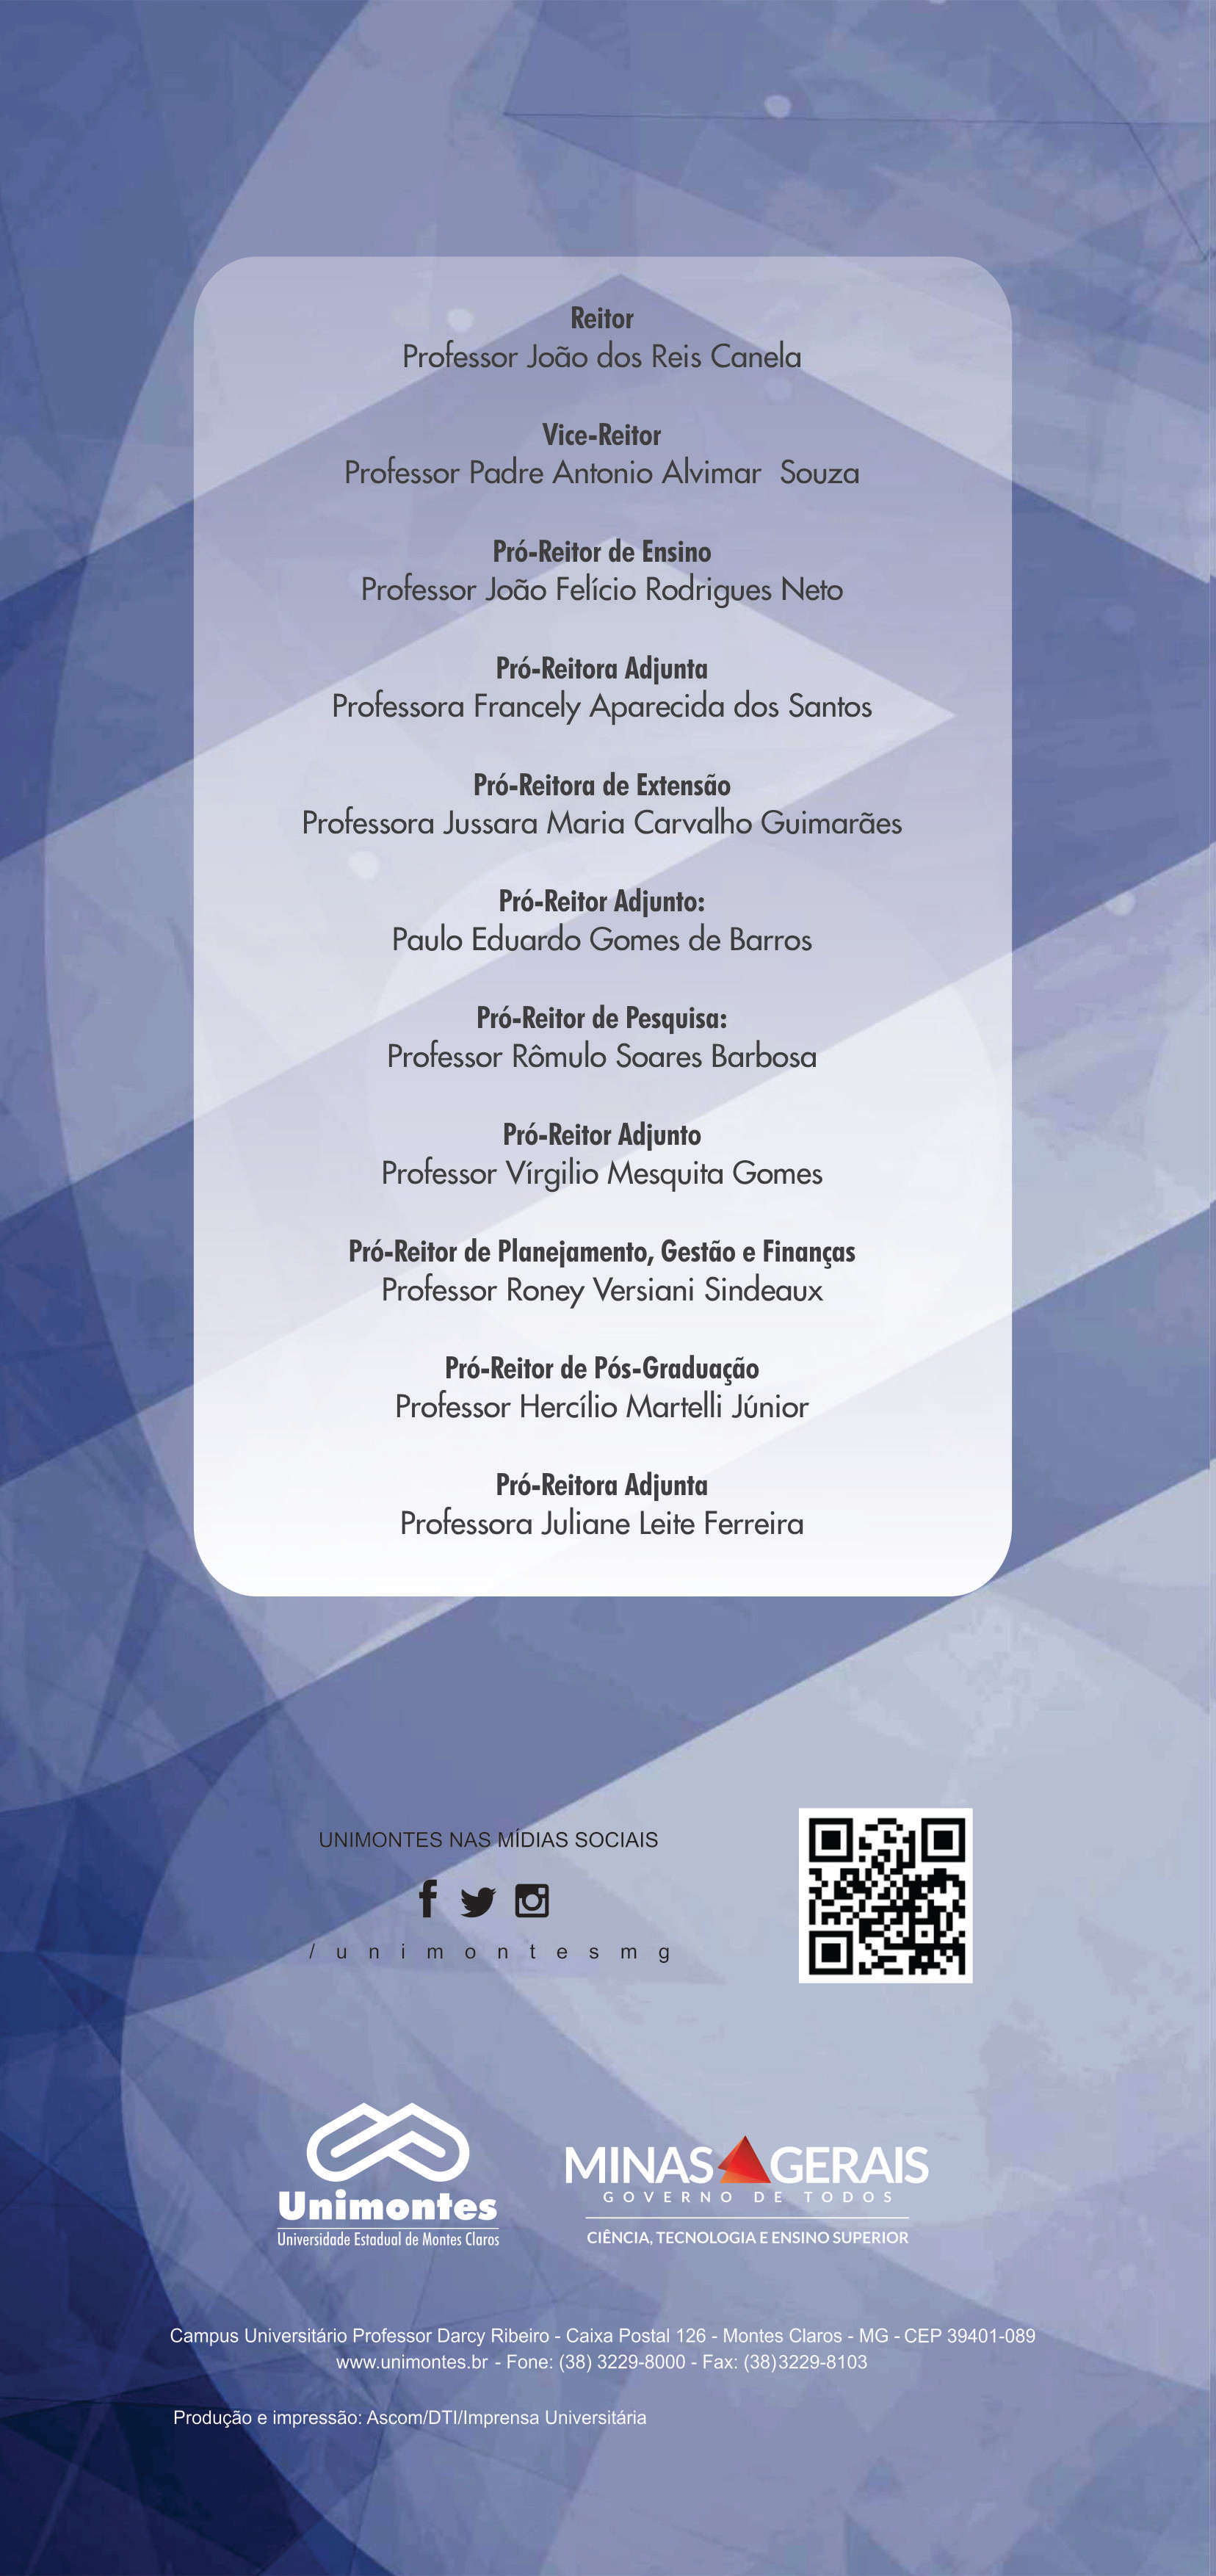 Reitor
Professor João dos Reis Canela
Vice-Reitor
Professor Padre Antonio Alvimar  Souza
Pró-Reitor de Ensino
Professor João Felício Rodrigues Neto
Pró-Reitora Adjunta
Professora Francely Aparecida dos Santos
Pró-Reitora de Extensão
Professora Jussara Maria Carvalho Guimarães
Pró-Reitor Adjunto:
Paulo Eduardo Gomes de Barros
Pró-Reitor de Pesquisa:
Professor Rômulo Soares Barbosa
Pró-Reitor Adjunto
Professor Vírgilio Mesquita Gomes
Pró-Reitor de Planejamento, Gestão e Finanças
Professor Roney Versiani Sindeaux
Pró-Reitor de Pós-Graduação
Professor Hercílio Martelli Júnior
Pró-Reitora Adjunta
Professora Juliane Leite Ferreira
UNIMONTES NAS MÍDIAS SOCIAIS
/unimontesmg
Unimontes
Universidade Estadual de Montes Claros
MINAS GERAIS
GOVERNO DE TODOS
CIÊNCIA, TECNOLOGIA E ENSINO SUPERIOR
Campus Universitário Professor Darcy Ribeiro - Caixa Postal 126 - Montes Claros - MG - CEP 39401-089
www.unimontes.br - Fone: (38) 3229-8000 - Fax: (38)3229-8103
Produção e impressão: Ascom/DTI/Imprensa Universitária